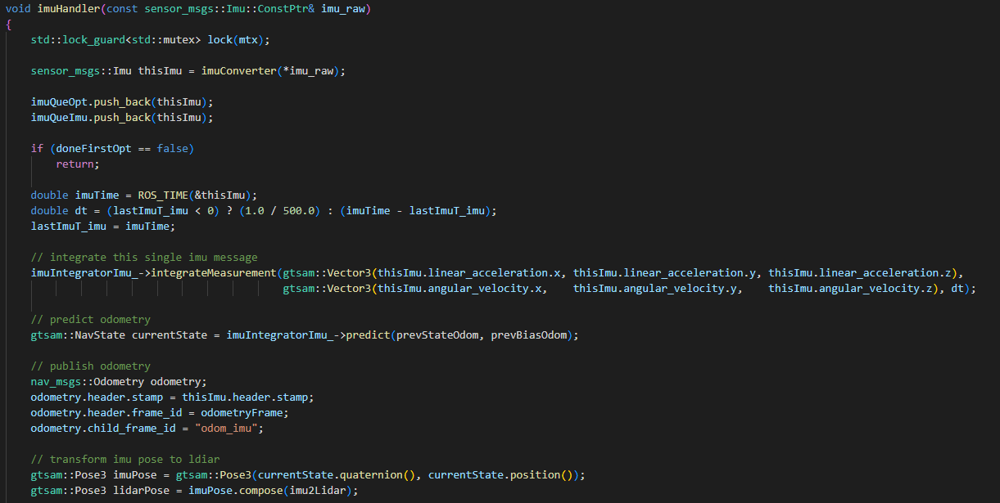 void imuHandler(const sensor_msgs::Imu::ConstPtr& imu_raw)
{
    std::lock_guard<std::mutex> lock(mtx);

    sensor_msgs::Imu thisImu = imuConverter(*imu_raw);

    imuQueOpt.push_back(thisImu);
    imuQueImu.push_back(thisImu);

    if (doneFirstOpt == false)
        return;

    double imuTime = ROS_TIME(&thisImu);
    double dt = (lastImuT_imu < 0) ? (1.0 / 500.0) : (imuTime - lastImuT_imu);
    lastImuT_imu = imuTime;

    // integrate this single imu message
    imuIntegratorImu_->integrateMeasurement(gtsam::Vector3(thisImu.linear_acceleration.x, thisImu.linear_acceleration.y, thisImu.linear_acceleration.z),
                                            gtsam::Vector3(thisImu.angular_velocity.x,    thisImu.angular_velocity.y,    thisImu.angular_velocity.z), dt);

    // predict odometry
    gtsam::NavState currentState = imuIntegratorImu_->predict(prevStateOdom, prevBiasOdom);

    // publish odometry
    nav_msgs::Odometry odometry;
    odometry.header.stamp = thisImu.header.stamp;
    odometry.header.frame_id = odometryFrame;
    odometry.child_frame_id = "odom_imu";

    // transform imu pose to ldiar
    gtsam::Pose3 imuPose = gtsam::Pose3(currentState.quaternion(), currentState.position());
    gtsam::Pose3 lidarPose = imuPose.compose(imu2Lidar);